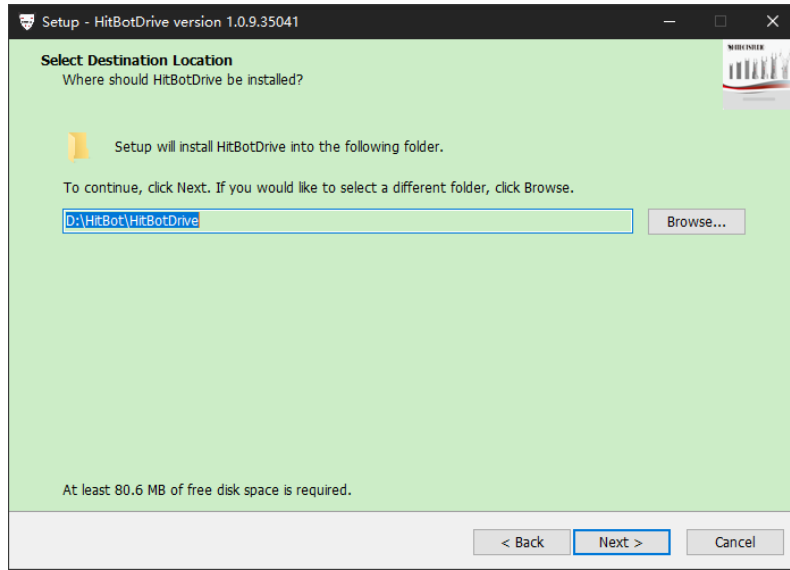 Setup - HitBotDrive version 1.0.9.35041
Select Destination Location
Where should HitBotDrive be installed?
Setup will install HitBotDrive into the following folder.
To continue, click Next. If you would like to select a different folder, click Browse.
D:\HitBot\HitBotDrive
Browse...
At least 80.6 MB of free disk space is required.
< Back
Next >
Cancel